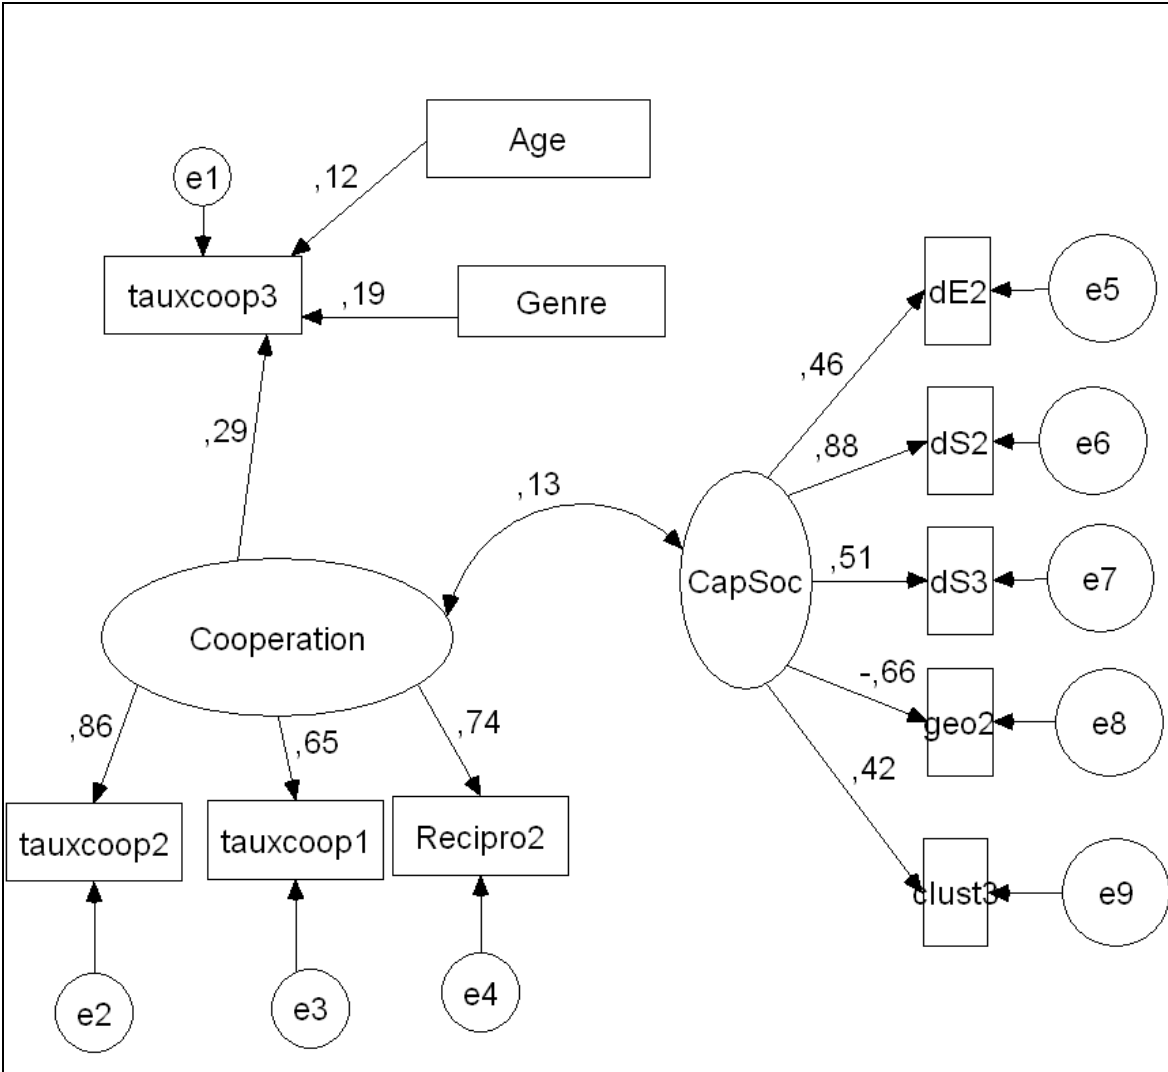 Age
e1
,12
tauxcoop3
,19
Genre
dE2
e5
,46
,29
,88
dS2
e6
,13
,51
CapSoc
dS3
e7
Cooperation
-,66
geo2
e8
,86
,65
,74
,42
tauxcoop2
tauxcoop1
Recipro2
clust3
e9
e2
e3
e4